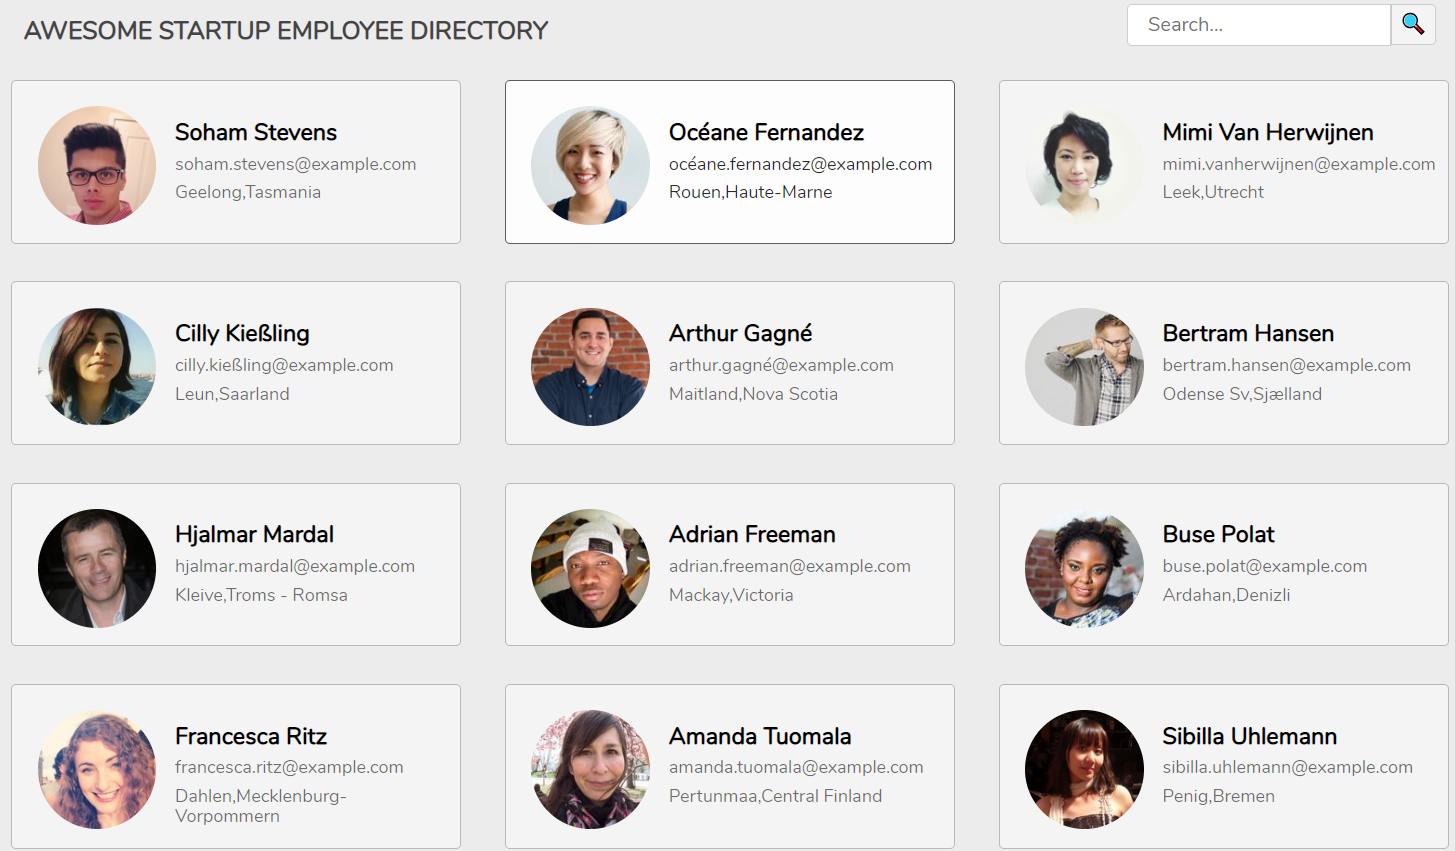 AWESOME STARTUP EMPLOYEE DIRECTORY
Search...
Soham Stevens
soham.stevens@example.com
Geelong,Tasmania
Océane Fernandez
océane.fernandez@example.com
Rouen,Haute-Marne
Mimi Van Herwijnen
mimi.vanherwijnen@example.com
Leek,Utrecht
Cilly Kießling
cilly.kießling@example.com
Leun,Saarland
Arthur Gagné
arthur.gagné@example.com
Maitland,Nova Scotia
Bertram Hansen
bertram.hansen@example.com
Odense Sv,Sjælland
Hjalmar Mardal
hjalmar.mardal@example.com
Kleive,Troms - Romsa
Adrian Freeman
adrian.freeman@example.com
Mackay,Victoria
Buse Polat
buse.polat@example.com
Ardahan,Denizli
Francesca Ritz
francesca.ritz@example.com
Dahlen,Mecklenburg-
Vorpommern
Amanda Tuomala
amanda.tuomala@example.com
Pertunmaa,Central Finland
Sibilla Uhlemann
sibilla.uhlemann@example.com
Penig,Bremen